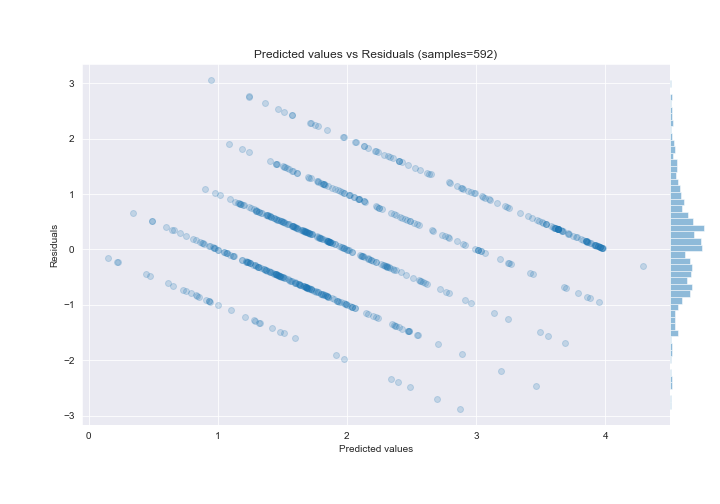 Predicted values vs Residuals (samples=592)
3
2
1
0
−1
−2
−3
Residuals
0 1 2 3 4
Predicted values